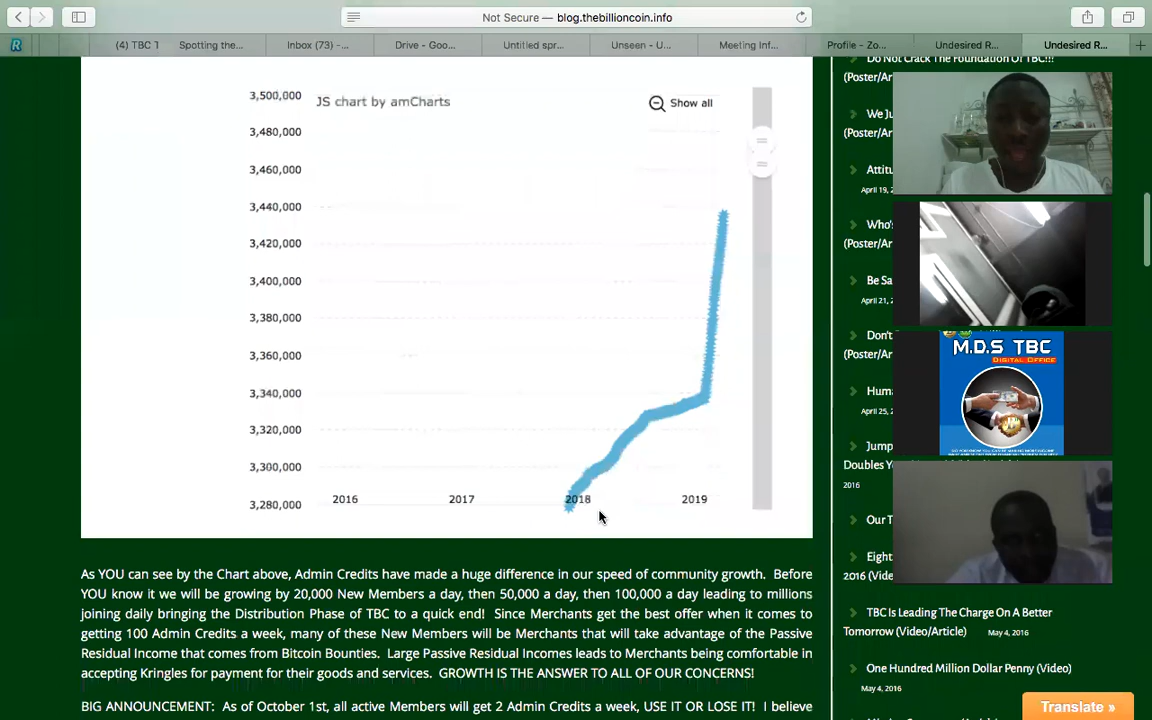 Not Secure — blog.thebillioncoin.info
(4) TBC T
Spotting the...
Inbox (73) -...
Drive - Goo...
Untitled spr...
Unseen - U...
Meeting Inf...
Profile - Zo...
Undesired R...
Undesired R...
3,500,000
JS chart by amCharts
Show all
3,480,000
3,460,000
3,440,000
3,420,000
3,400,000
3,380,000
3,360,000
3,340,000
3,320,000
3,300,000
3,280,000
2016
2017
2018
2019
As YOU can see by the Chart above, Admin Credits have made a huge difference in our speed of community growth. Before
YOU know it we will be growing by 20,000 New Members a day, then 50,000 a day, then 100,000 a day leading to millions
joining daily bringing the Distribution Phase of TBC to a quick end! Since Merchants get the best offer when it comes to
getting 100 Admin Credits a week, many of these New Members will be Merchants that will take advantage of the Passive
Residual Income that comes from Bitcoin Bounties. Large Passive Residual Incomes leads to Merchants being comfortable in
accepting Kringles for payment for their goods and services. GROWTH IS THE ANSWER TO ALL OF OUR CONCERNS!
BIG ANNOUNCEMENT: As of October 1st, all active Members will get 2 Admin Credits a week, USE IT OR LOSE IT! I believe
Do Not Crack The Foundation Of TBC!!!
(Poster/Ar
We Ju
(Poster/Ar
Attitu
April 19,
Who's
(Poster/Ar
Be Sa
April 21,
Don't
(Poster/Ar
Huma
April 25,
Jump
Doubles Yo
2016
Our T
Eight
2016 (Vide
TBC Is Leading The Charge On A Better
Tomorrow (Video/Article) May 4, 2016
One Hundred Million Dollar Penny (Video)
May 4, 2016
M.D.S TBC
DIGITAL OFFICE
Translate »